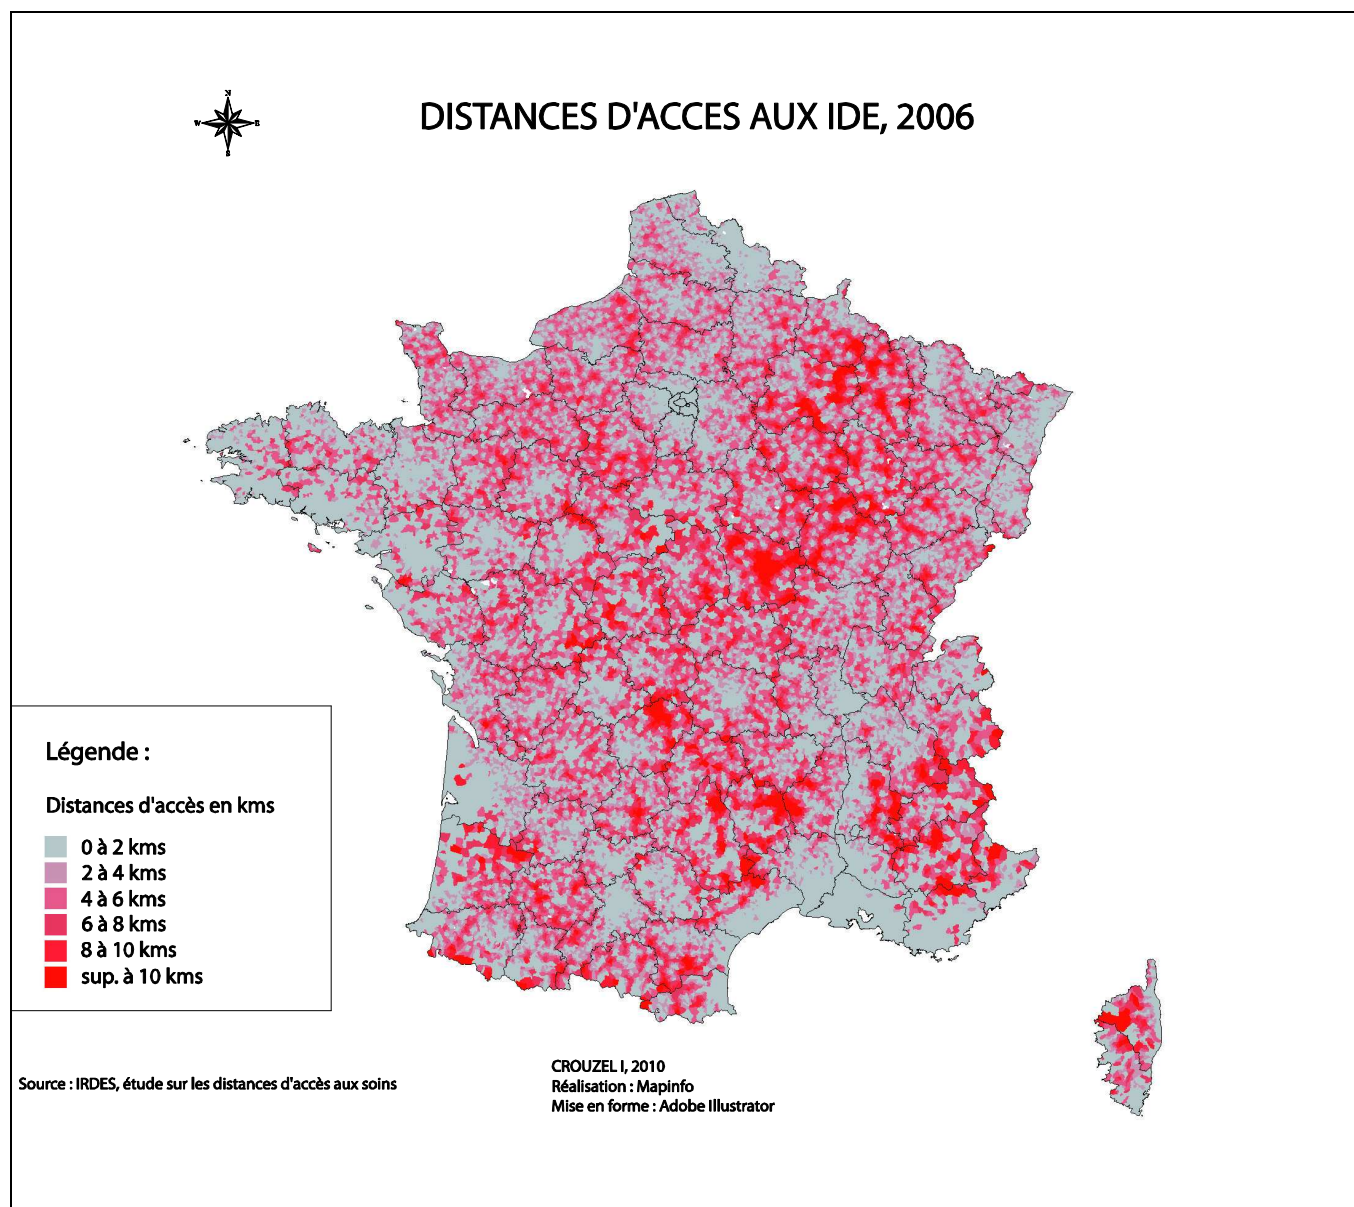 N
W
E
S
DISTANCES D'ACCES AUX IDE, 2006
Légende :
Distances d'accès en kms
0 à 2 kms
2 à 4 kms
4 à 6 kms
6 à 8 kms
8 à 10 kms
sup. à 10 kms
Source : IRDES, étude sur les distances d'accès aux soins
CROUZEL I, 2010
Réalisation : Mapinfo
Mise en forme : Adobe Illustrator